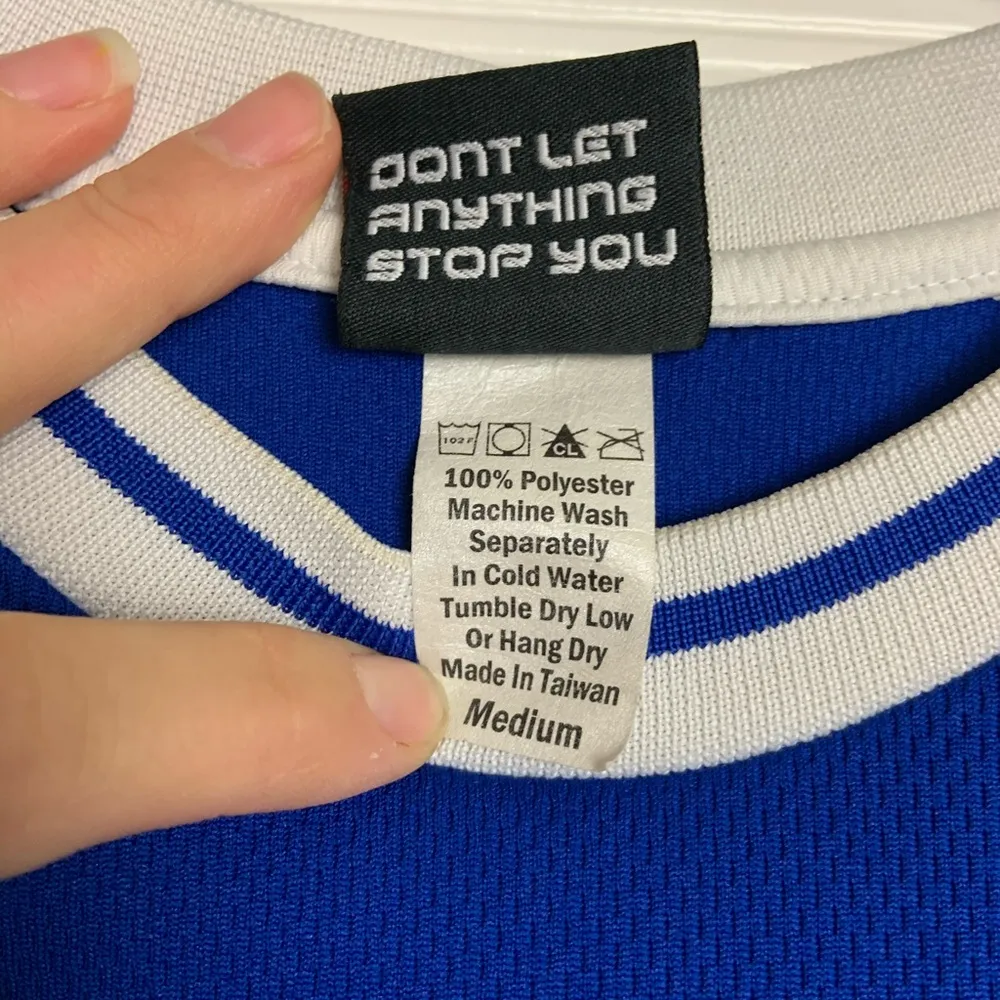 DONT LET
ANYTHING
STOP YOU
102 F
CL
100% Polyester
Machine Wash
Separately
In Cold Water
Tumble Dry Low
Or Hang Dry
Made In Taiwan
Medium